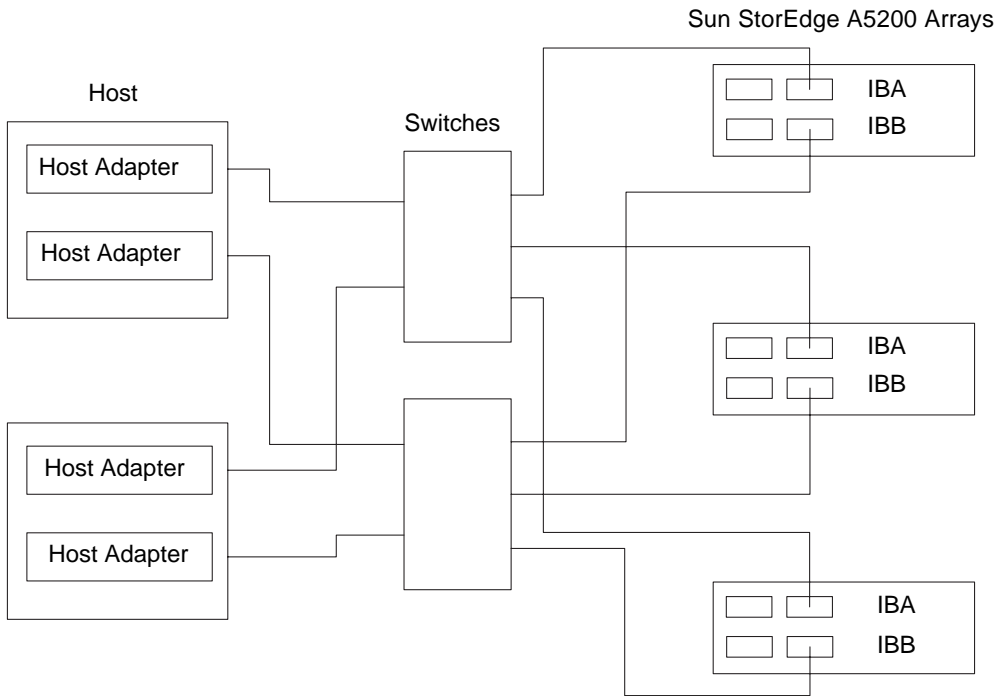 Sun StorEdge A5200 Arrays
Host
Switches
Host Adapter
Host Adapter
Host Adapter
Host Adapter
IBA
IBB
IBA
IBB
IBA
IBB